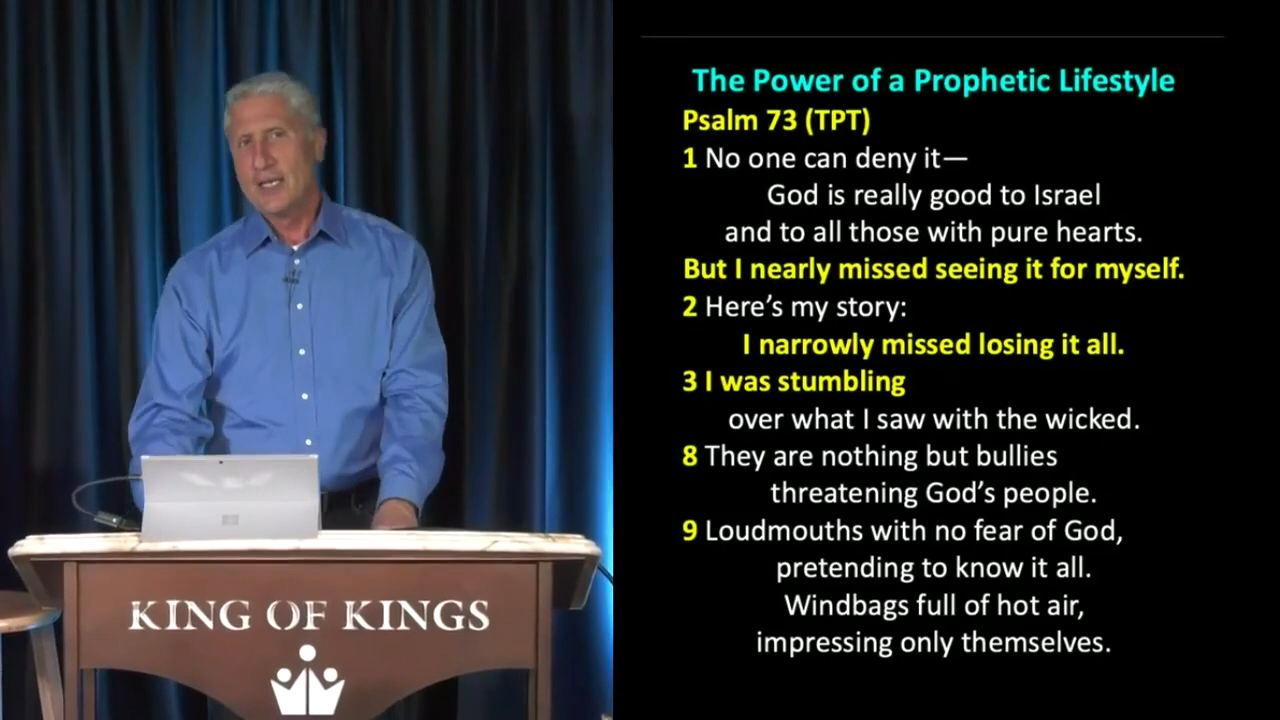 The Power of a Prophetic Lifestyle
Psalm 73 (TPT)
1 No one can deny it—
God is really good to Israel
and to all those with pure hearts.
But I nearly missed seeing it for myself.
2 Here’s my story:
I narrowly missed losing it all.
3 I was stumbling
over what I saw with the wicked.
8 They are nothing but bullies
threatening God’s people.
9 Loudmouths with no fear of God,
pretending to know it all.
Windbags full of hot air,
impressing only themselves.
KING OF KINGS